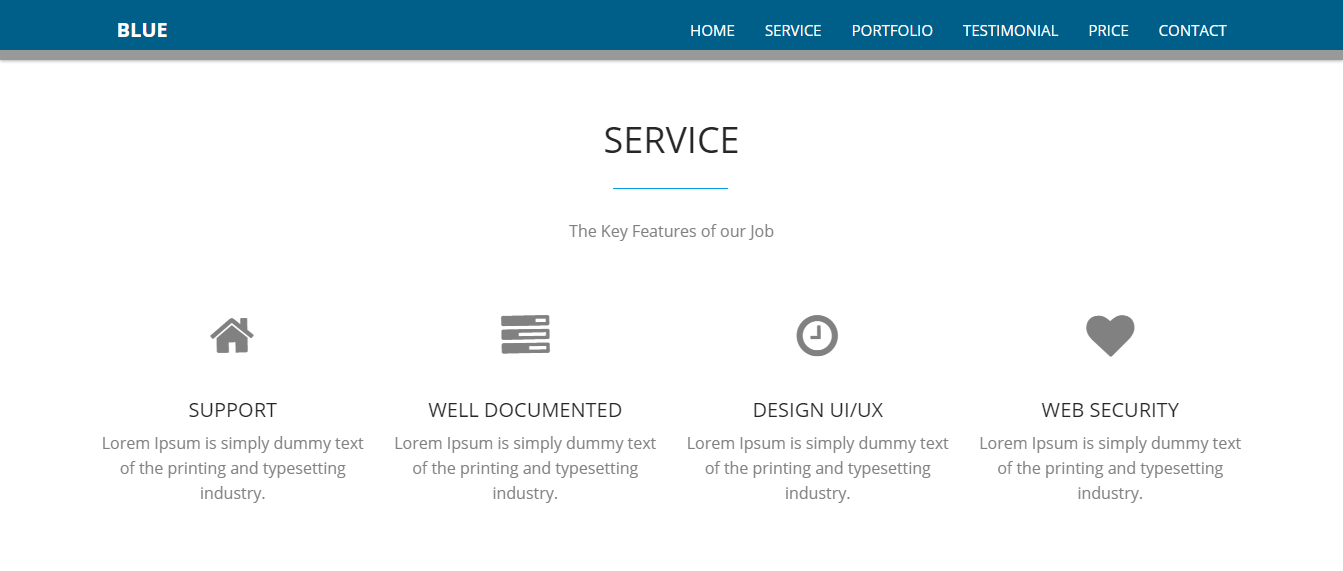 BLUE HOME SERVICE PORTFOLIO TESTIMONIAL PRICE CONTACT
SERVICE
The Key Features of our Job
SUPPORT
Lorem Ipsum is simply dummy text
of the printing and typesetting
industry.
WELL DOCUMENTED
Lorem Ipsum is simply dummy text
of the printing and typesetting
industry.
DESIGN UI/UX
Lorem Ipsum is simply dummy text
of the printing and typesetting
industry.
WEB SECURITY
Lorem Ipsum is simply dummy text
of the printing and typesetting
industry.